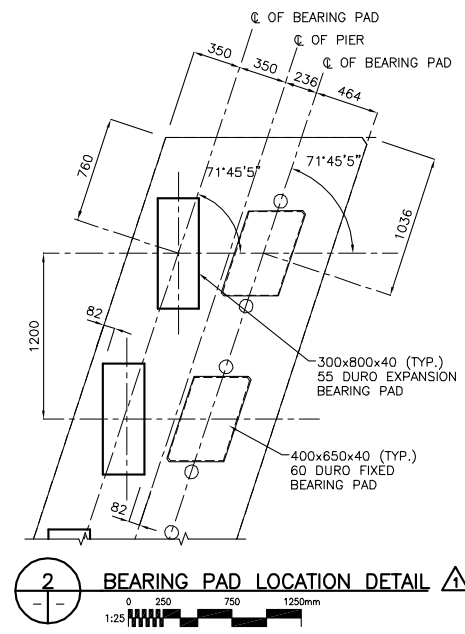 ℄ OF BEARING PAD
℄ OF PIER
℄ OF BEARING PAD
350
350
236
464
760
71°45'5"
71°45'5"
1036
82
1200
300x800x40 (TYP.)
55 DURO EXPANSION
BEARING PAD
400x650x40 (TYP.)
60 DURO FIXED
BEARING PAD
82
2
BEARING PAD LOCATION DETAIL
1
- -
1:25
0 250 750 1250mm